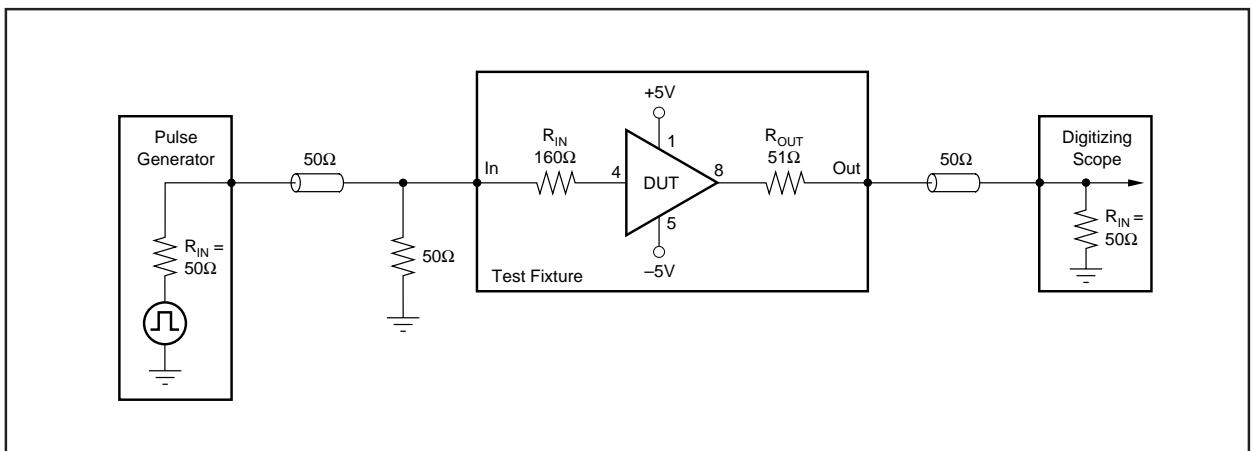 Pulse
Generator
R_IN =
50Ω
50Ω
50Ω
In
R_IN
160Ω
4
+5V
1
DUT
8
5
–5V
R_OUT
51Ω
Out
Test Fixture
50Ω
Digitizing
Scope
R_IN =
50Ω